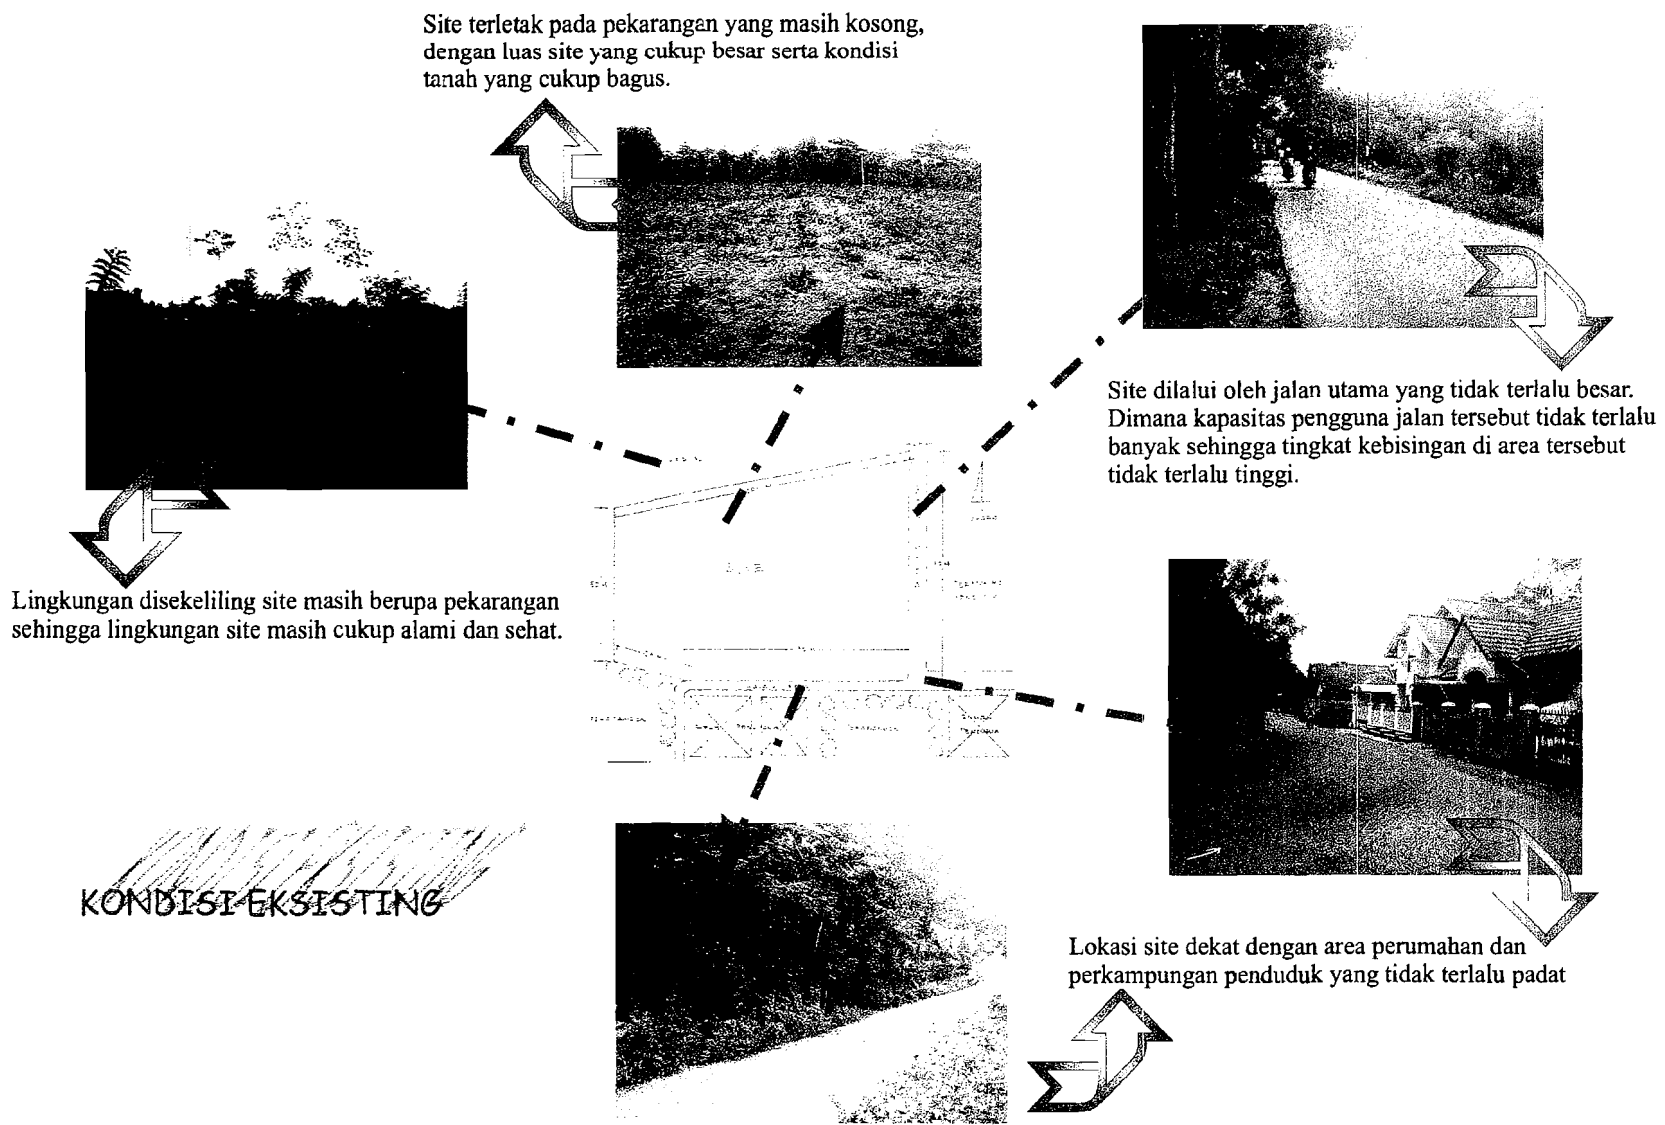 Site terletak pada pekarangan yang masih kosong,
dengan luas site yang cukup besar serta kondisi
tanah yang cukup bagus.
Site dilalui oleh jalan utama yang tidak terlalu besar.
Dimana kapasitas pengguna jalan tersebut tidak terlalu
banyak sehingga tingkat kebisingan di area tersebut
tidak terlalu tinggi.
Lingkungan disekeliling site masih berupa pekarangan
sehingga lingkungan site masih cukup alami dan sehat.
KONDISI EKSISTING
Lokasi site dekat dengan area perumahan dan
perkampungan penduduk yang tidak terlalu padat